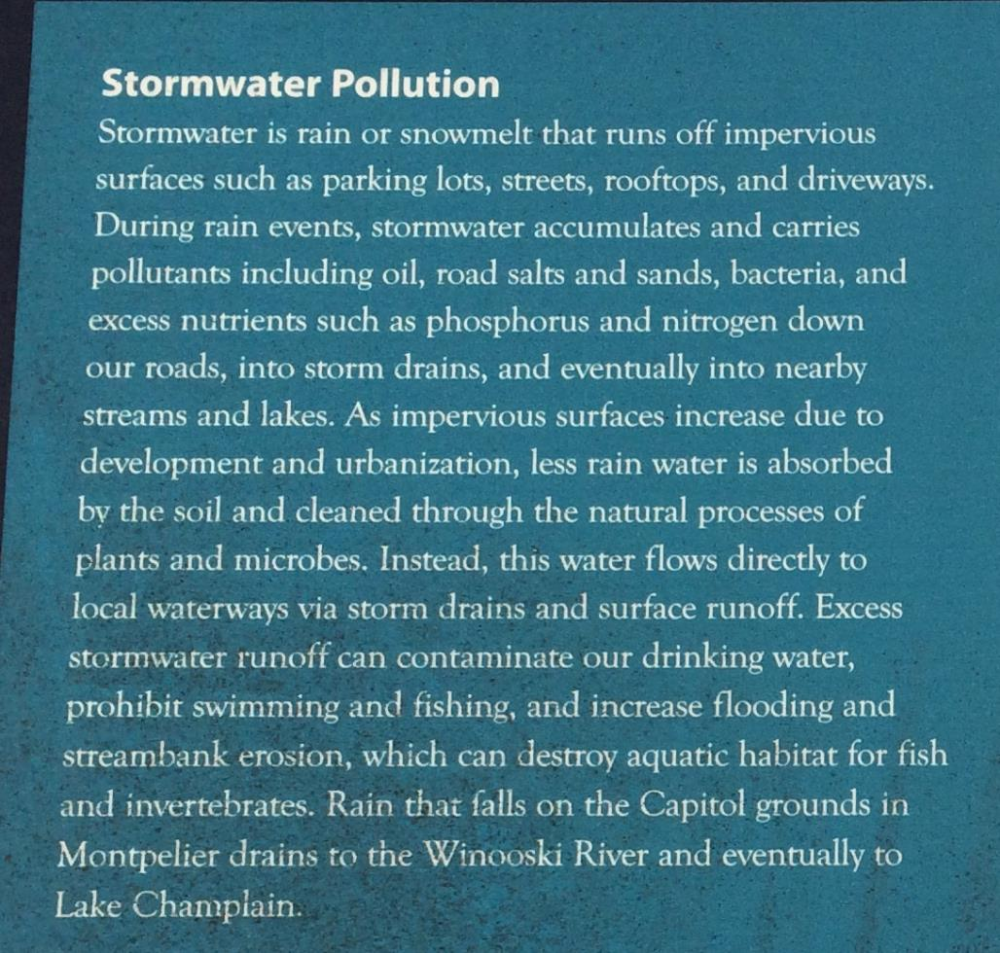 Stormwater Pollution
Stormwater is rain or snowmelt that runs off impervious
surfaces such as parking lots, streets, rooftops, and driveways.
During rain events, stormwater accumulates and carries
pollutants including oil, road salts and sands, bacteria, and
excess nutrients such as phosphorus and nitrogen down
our roads, into storm drains, and eventually into nearby
streams and lakes. As impervious surfaces increase due to
development and urbanization, less rain water is absorbed
by the soil and cleaned through the natural processes of
plants and microbes. Instead, this water flows directly to
local waterways via storm drains and surface runoff. Excess
stormwater runoff can contaminate our drinking water,
prohibit swimming and fishing, and increase flooding and
streambank erosion, which can destroy aquatic habitat for fish
and invertebrates. Rain that falls on the Capitol grounds in
Montpelier drains to the Winooski River and eventually to
Lake Champlain.